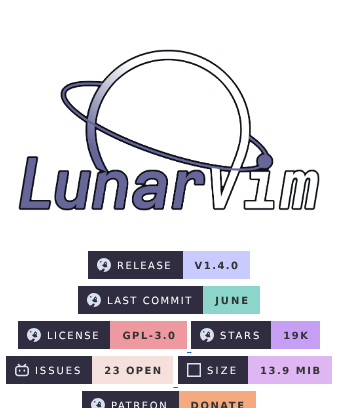 LunarVim
RELEASE V1.4.0
LAST COMMIT JUNE
LICENSE GPL-3.0 STARS 19K
ISSUES 23 OPEN SIZE 13.9 MIB
PATREON DONATE